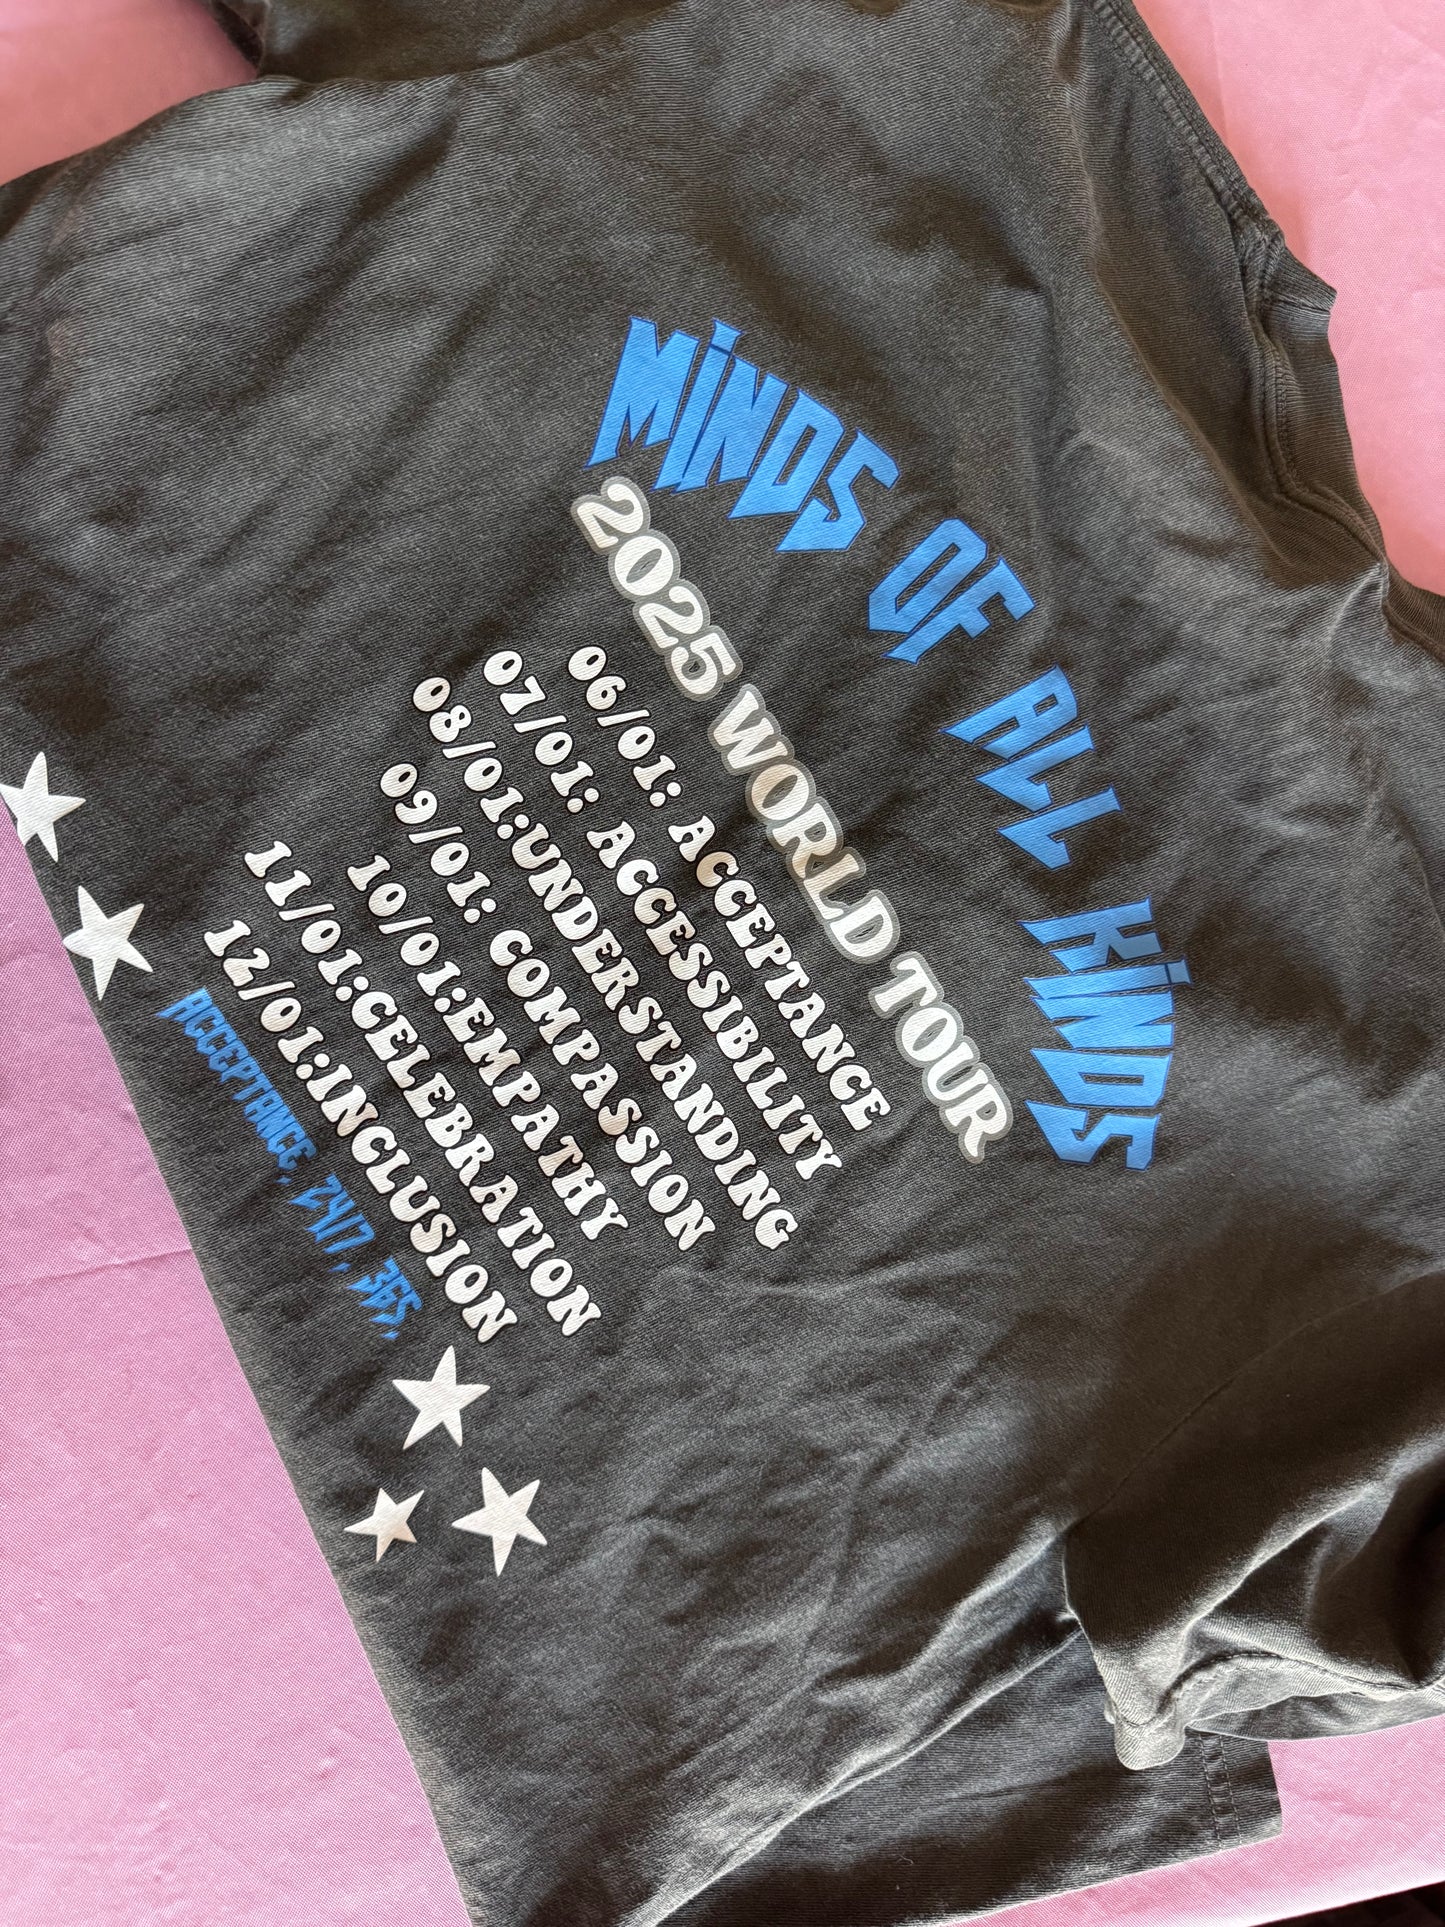 MINDS OF ALL KINDS
2025 WORLD TOUR
06/01: ACCEPTANCE
07/01: ACCESSIBILITY
08/01:UNDERSTANDING
09/01: COMPASSION
10/01:EMPATHY
11/01:CELEBRATION
12/01:INCLUSION
ACCEPTANCE, 24/7, 365.